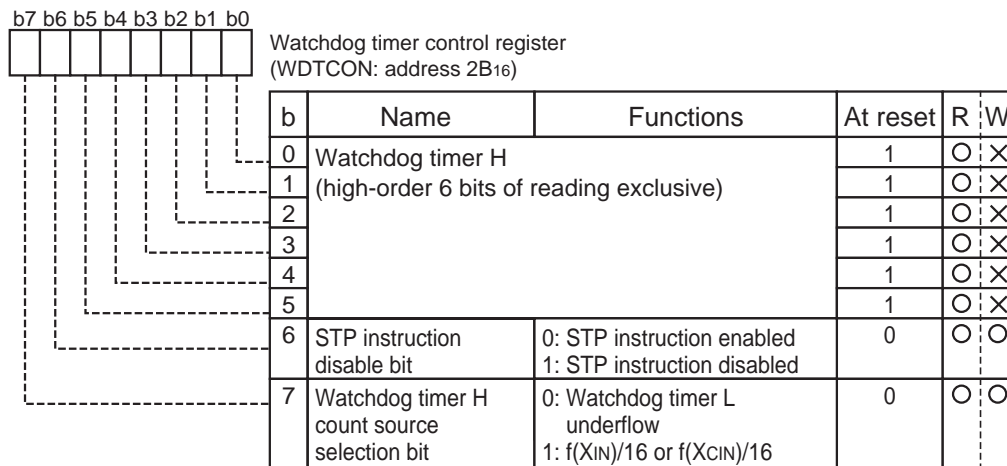 b7 b6 b5 b4 b3 b2 b1 b0
Watchdog timer control register
(WDTCON: address 2B16)
b Name Functions At reset R W
0 Watchdog timer H 1 O X
1 (high-order 6 bits of reading exclusive) 1 O X
2 1 O X
3 1 O X
4 1 O X
5 1 O X
6 STP instruction 0: STP instruction enabled 0 O O
disable bit 1: STP instruction disabled
7 Watchdog timer H 0: Watchdog timer L 0 O O
count source underflow
selection bit 1: f(XIN)/16 or f(XCIN)/16